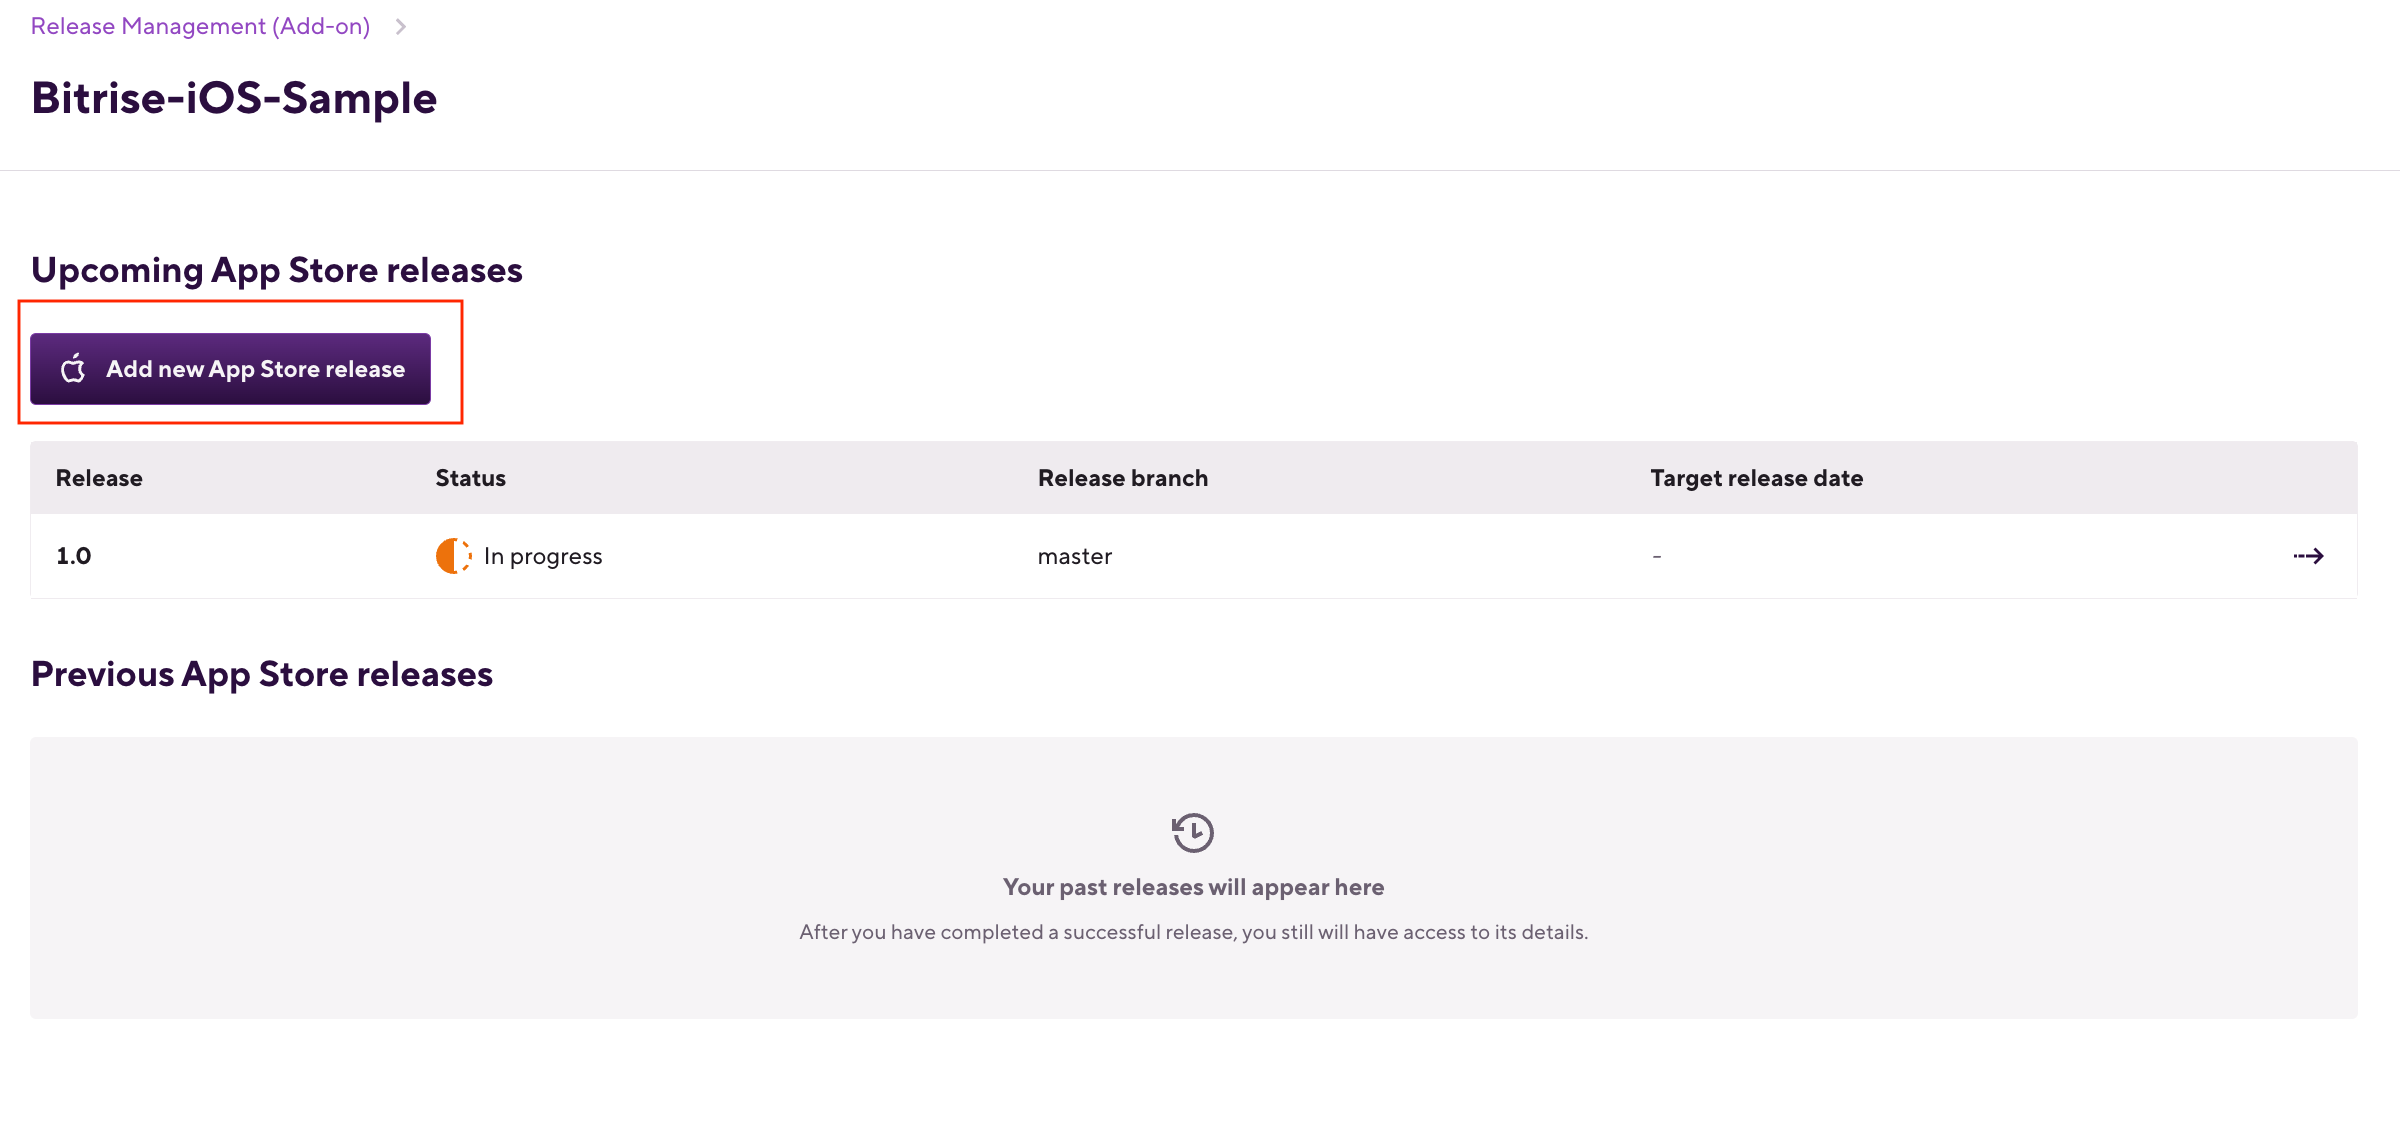 Release Management (Add-on)
Bitrise-iOS-Sample
Upcoming App Store releases
Add new App Store release
Release Status Release branch Target release date
1.0 In progress master -
Previous App Store releases
Your past releases will appear here
After you have completed a successful release, you still will have access to its details.